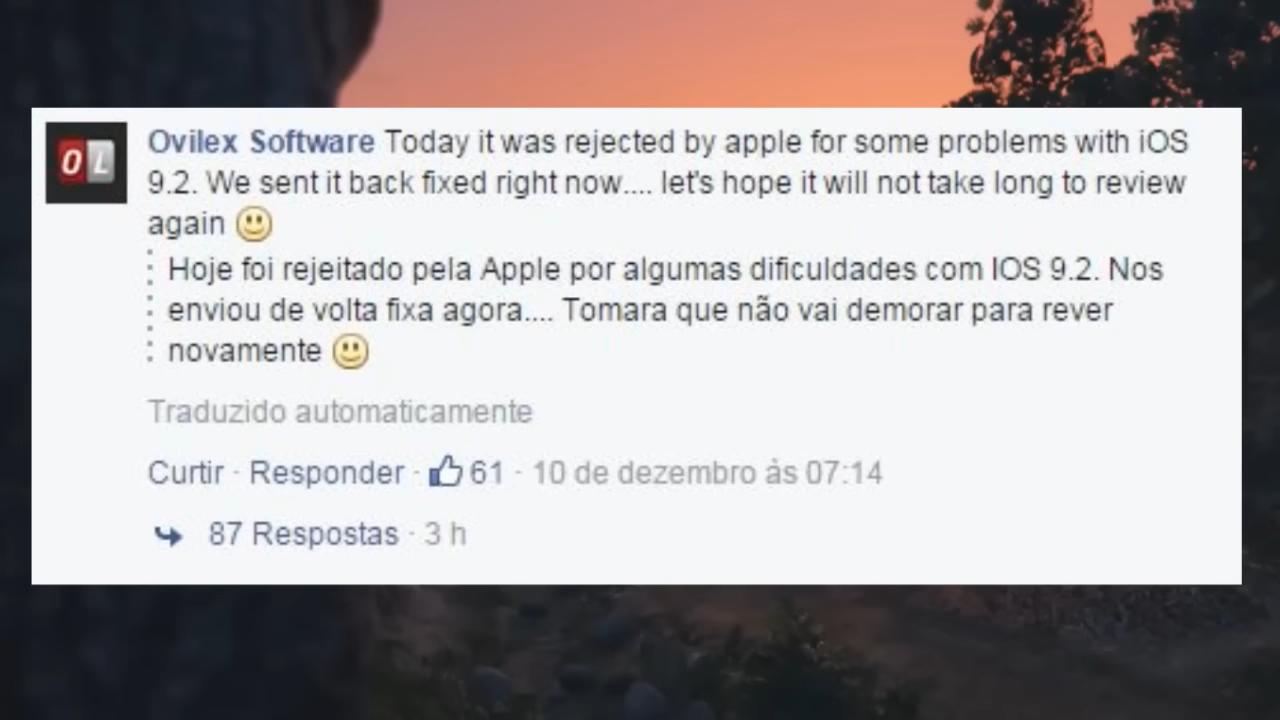 OL
Ovilex Software Today it was rejected by apple for some problems with iOS
9.2. We sent it back fixed right now.... let's hope it will not take long to review
again
Hoje foi rejeitado pela Apple por algumas dificuldades com IOS 9.2. Nos
enviou de volta fixa agora.... Tomara que não vai demorar para rever
novamente
Traduzido automaticamente
Curtir · Responder · 61 · 10 de dezembro às 07:14
87 Respostas · 3 h